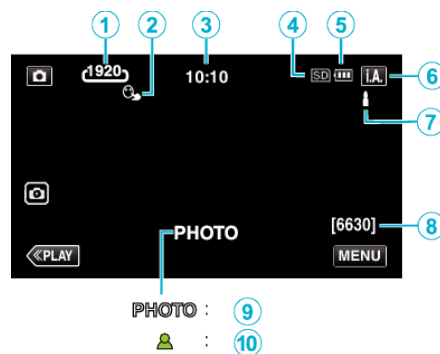 1 2 3 4 5
1920 10:10 SD i.A. 6
7
[6630] 8
PHOTO
≪PLAY MENU
PHOTO : 9
: 10